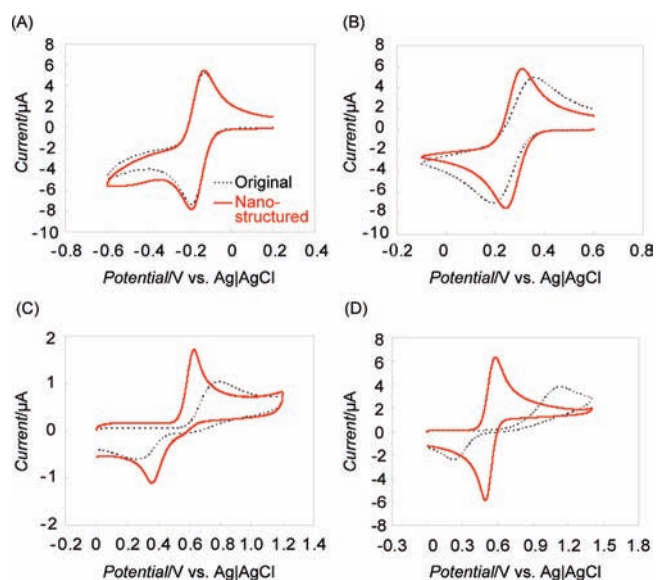 (A)
8
6
4
2
0
-2
-4
-6
-8
-10
Current/µA
Original
Nano-
structured
-0.8 -0.6 -0.4 -0.2 0 0.2 0.4
Potential/V vs. Ag|AgCl
(B)
8
6
4
2
0
-2
-4
-6
-8
-10
Current/µA
-0.2 0 0.2 0.4 0.6 0.8
Potential/V vs. Ag|AgCl
(C)
2
1
0
-1
-2
Current/µA
-0.2 0 0.2 0.4 0.6 0.8 1.0 1.2 1.4
Potential/V vs. Ag|AgCl
(D)
8
6
4
2
0
-2
-4
-6
-8
Current/µA
-0.3 0 0.3 0.6 0.9 1.2 1.5 1.8
Potential/V vs. Ag|AgCl